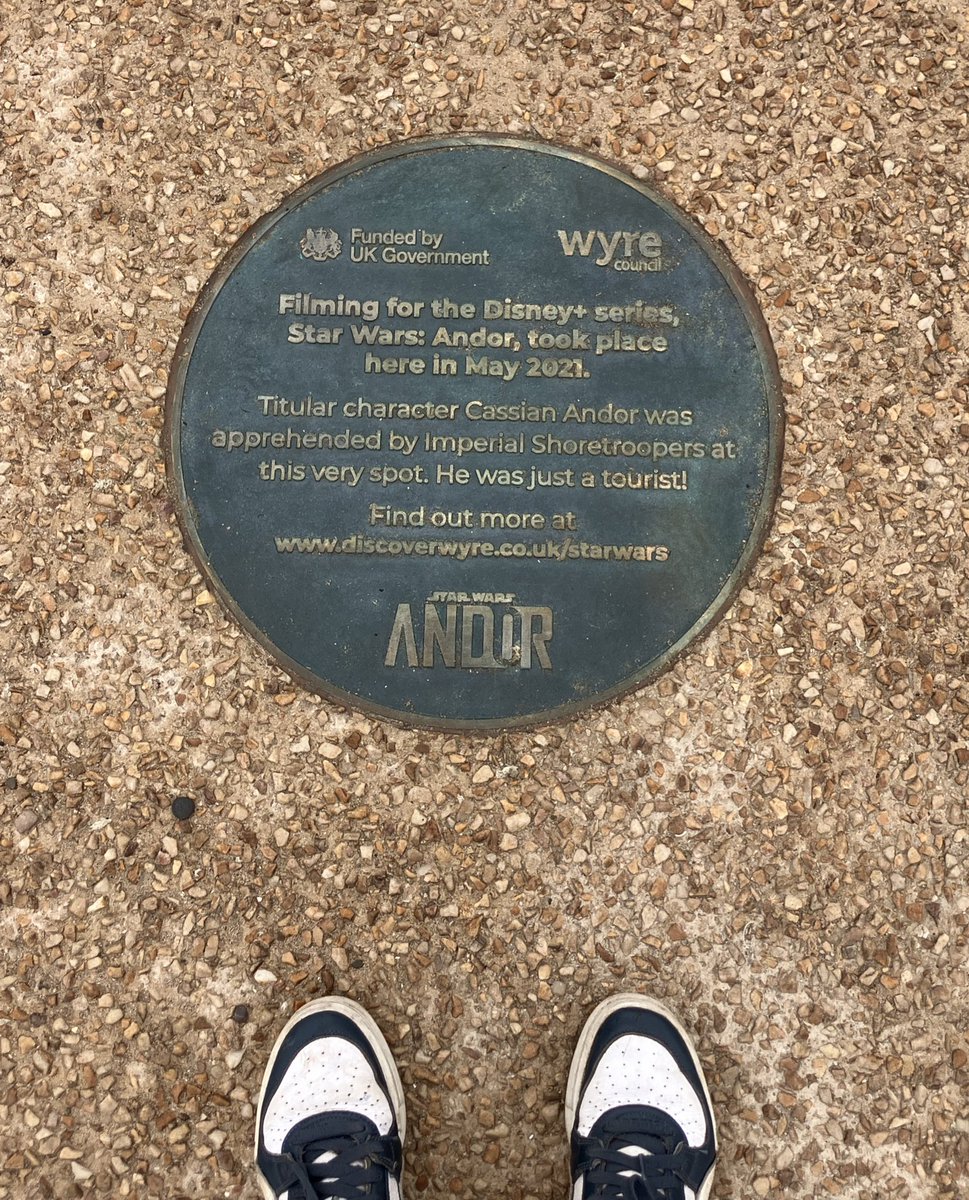 Funded by
UK Government
wyre
council
Filming for the Disney+ series,
Star Wars: Andor, took place
here in May 2021.
Titular character Cassian Andor was
apprehended by Imperial Shoretroopers at
this very spot. He was just a tourist!
Find out more at
www.discoverwyre.co.uk/starwars
STAR WARS
ANDOR